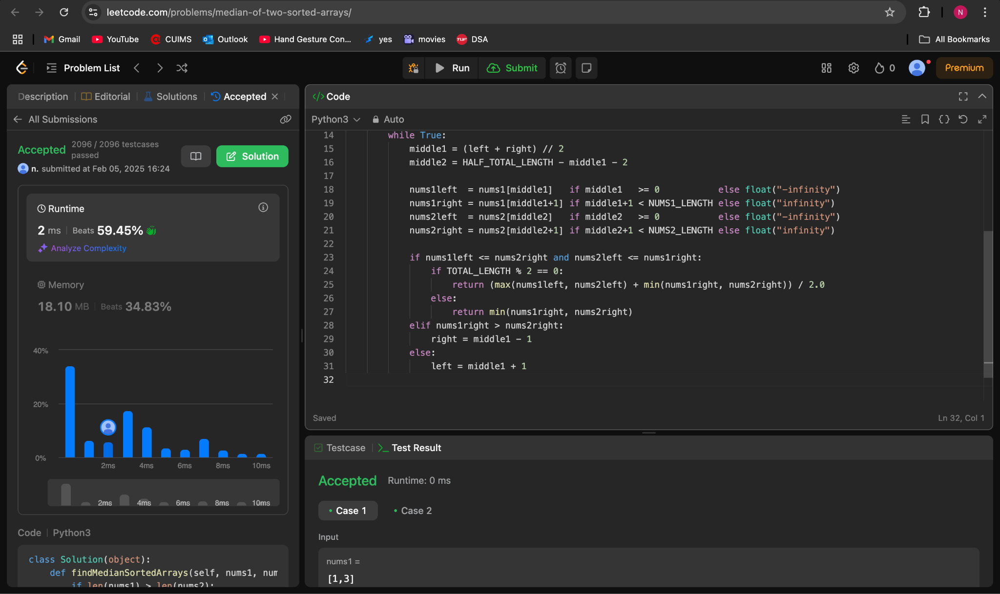 leetcode.com/problems/median-of-two-sorted-arrays/
N
Gmail YouTube CUIMS Outlook Hand Gesture Con... yes movies TUF DSA All Bookmarks
Problem List Run Submit 0 Premium
Description Editorial Solutions Accepted
All Submissions
Accepted 2096 / 2096 testcases passed
Solution
n. submitted at Feb 05, 2025 16:24
Runtime
2 ms Beats 59.45%
Analyze Complexity
Memory
18.10 MB Beats 34.83%
40%
20%
0%
2ms 4ms 6ms 8ms 10ms
2ms 4ms 6ms 8ms 10ms
Code Python3
class Solution(object):
def findMedianSortedArrays(self, nums1, num
if len(nums1) > len(nums2):
</> Code
Python3 Auto
14 while True:
15 middle1 = (left + right) // 2
16 middle2 = HALF_TOTAL_LENGTH - middle1 - 2
17
18 nums1left  = nums1[middle1]   if middle1   >= 0           else float("-infinity")
19 nums1right = nums1[middle1+1] if middle1+1 < NUMS1_LENGTH else float("infinity")
20 nums2left  = nums2[middle2]   if middle2   >= 0           else float("-infinity")
21 nums2right = nums2[middle2+1] if middle2+1 < NUMS2_LENGTH else float("infinity")
22
23 if nums1left <= nums2right and nums2left <= nums1right:
24 if TOTAL_LENGTH % 2 == 0:
25 return (max(nums1left, nums2left) + min(nums1right, nums2right)) / 2.0
26 else:
27 return min(nums1right, nums2right)
28 elif nums1right > nums2right:
29 right = middle1 - 1
30 else:
31 left = middle1 + 1
32
Saved Ln 32, Col 1
Testcase Test Result
Accepted Runtime: 0 ms
Case 1 Case 2
Input
nums1 =
[1,3]